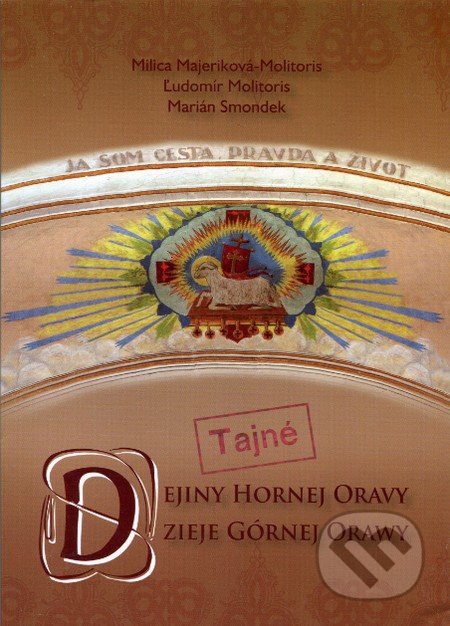 Milica Majeriková-Molitoris
Ľudomír Molitoris
Marián Smondek
JA SOM CESTA, PRAVDA A ŽIVOT
Tajné
DEJINY HORNEJ ORAVY
DZIEJE GÓRNEJ ORAWY
m